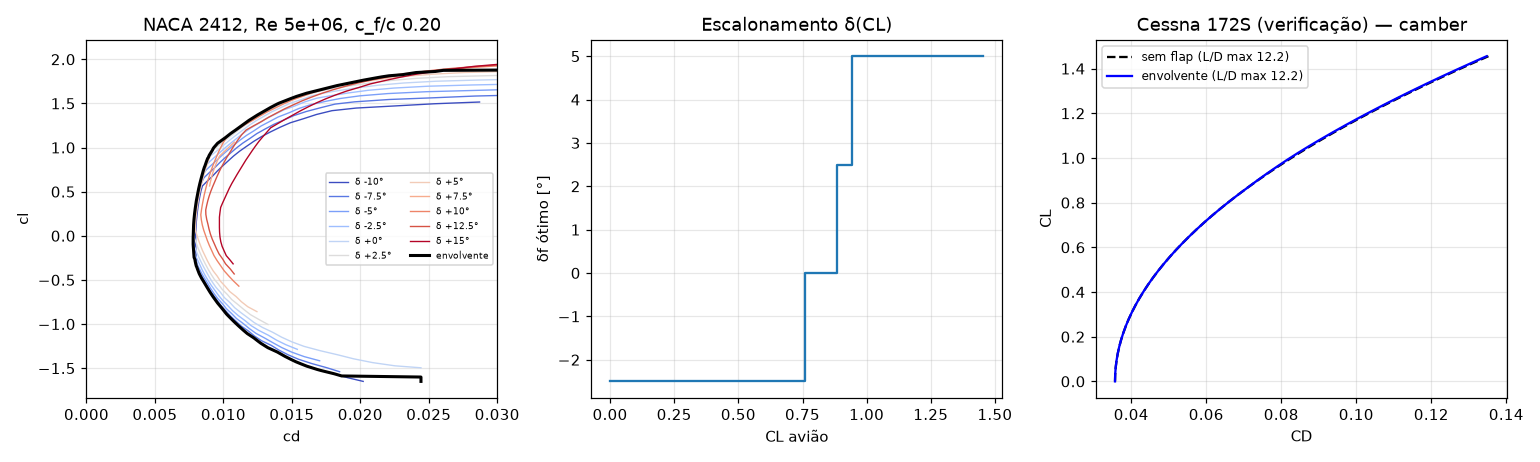 NACA 2412, Re 5e+06, c_f/c 0.20
2.0
1.5
1.0
0.5
0.0
−0.5
−1.0
−1.5
cl
0.000
0.005
0.010
0.015
0.020
0.025
0.030
cd
δ -10°
δ -7.5°
δ -5°
δ -2.5°
δ +0°
δ +2.5°
δ +5°
δ +7.5°
δ +10°
δ +12.5°
δ +15°
envolvente
Escalonamento δ(CL)
5
4
3
2
1
0
−1
−2
δf ótimo [°]
0.00
0.25
0.50
0.75
1.00
1.25
1.50
CL avião
Cessna 172S (verificação) — camber
sem flap (L/D max 12.2)
envolvente (L/D max 12.2)
1.4
1.2
1.0
0.8
0.6
0.4
0.2
0.0
CL
0.04
0.06
0.08
0.10
0.12
0.14
CD